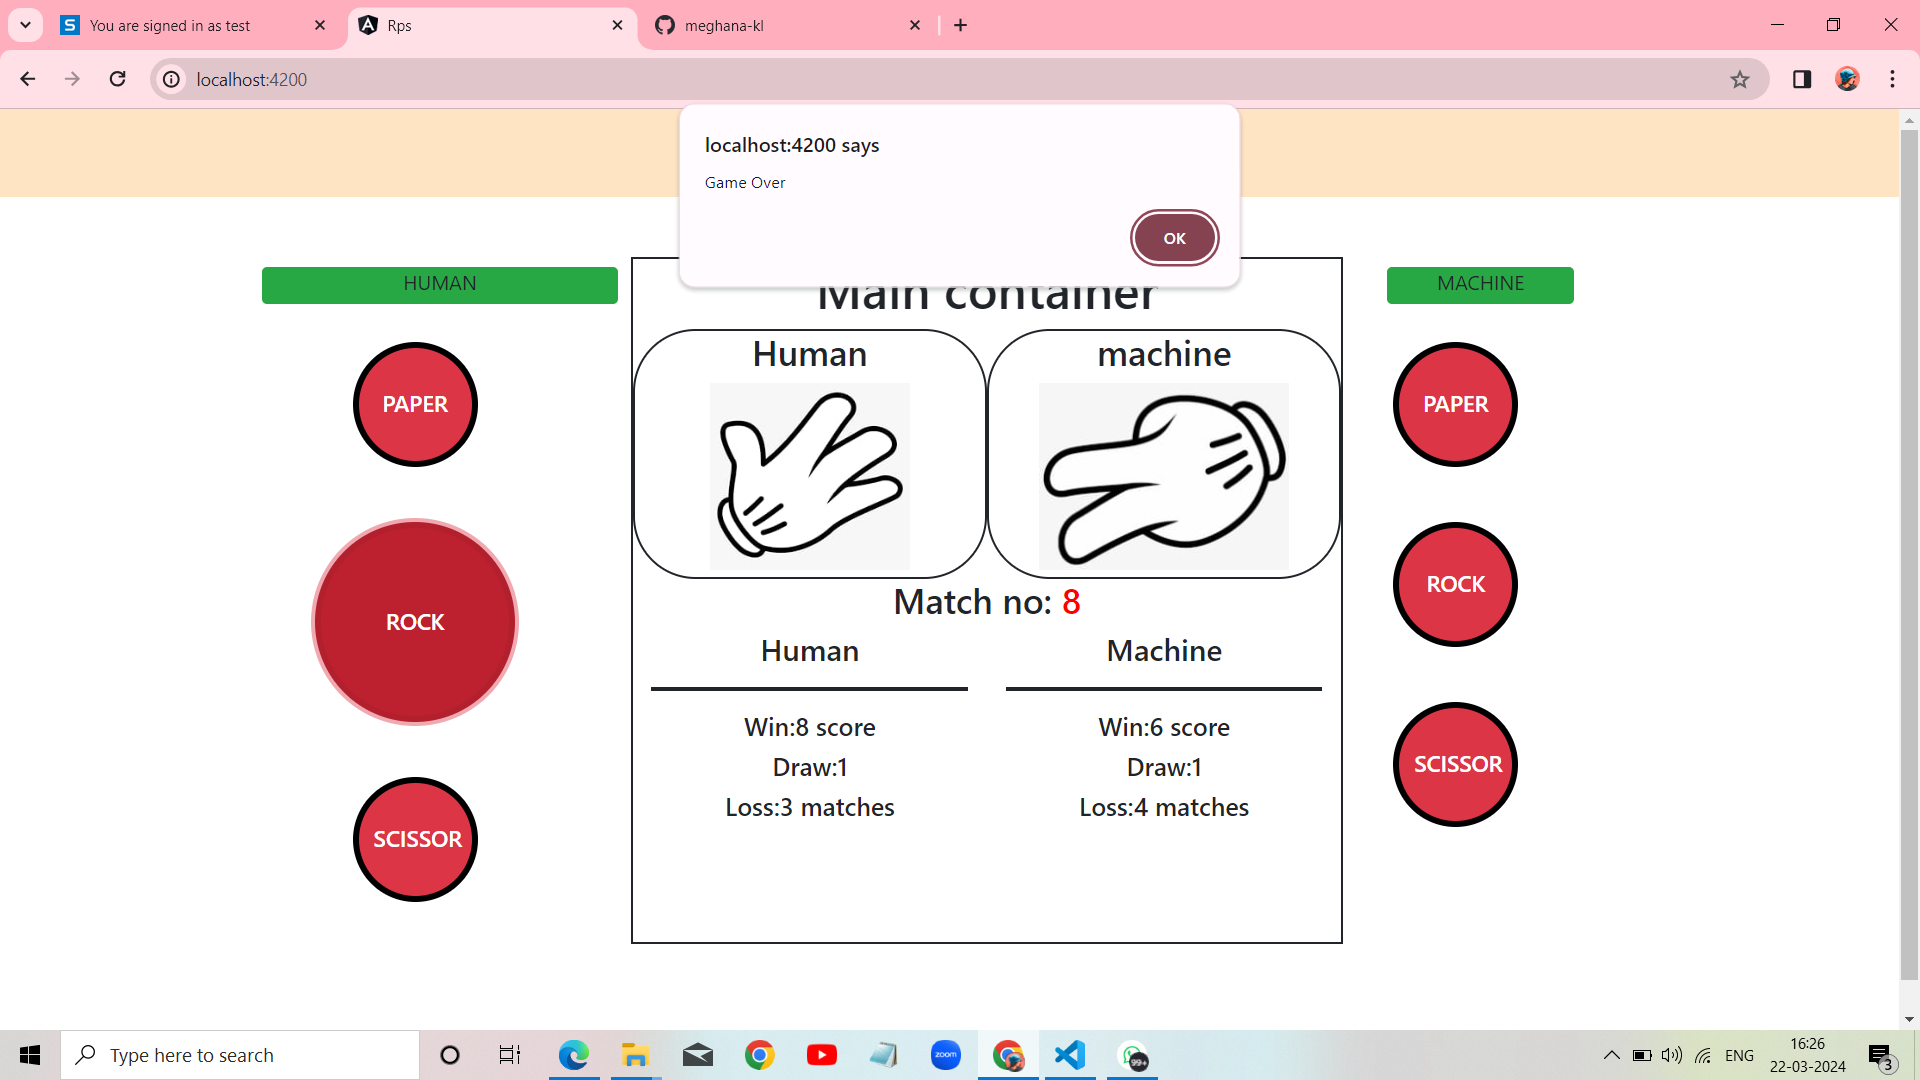 You are signed in as test
Rps
meghana-kl
localhost:4200
localhost:4200 says
Game Over
OK
HUMAN
Main container
MACHINE
Human
machine
PAPER
PAPER
ROCK
ROCK
Match no: 8
Human
Machine
Win:8 score
Win:6 score
Draw:1
Draw:1
Loss:3 matches
Loss:4 matches
SCISSOR
SCISSOR
Type here to search
zoom
99+
ENG
16:26
22-03-2024
3